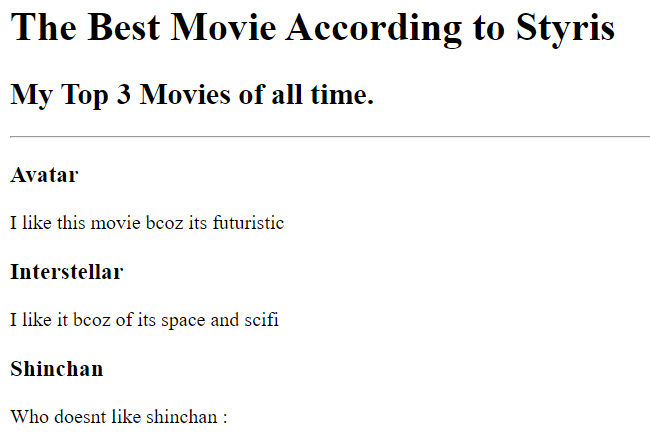 The Best Movie According to Styris
My Top 3 Movies of all time.
Avatar
I like this movie bcoz its futuristic
Interstellar
I like it bcoz of its space and scifi
Shinchan
Who doesnt like shinchan :